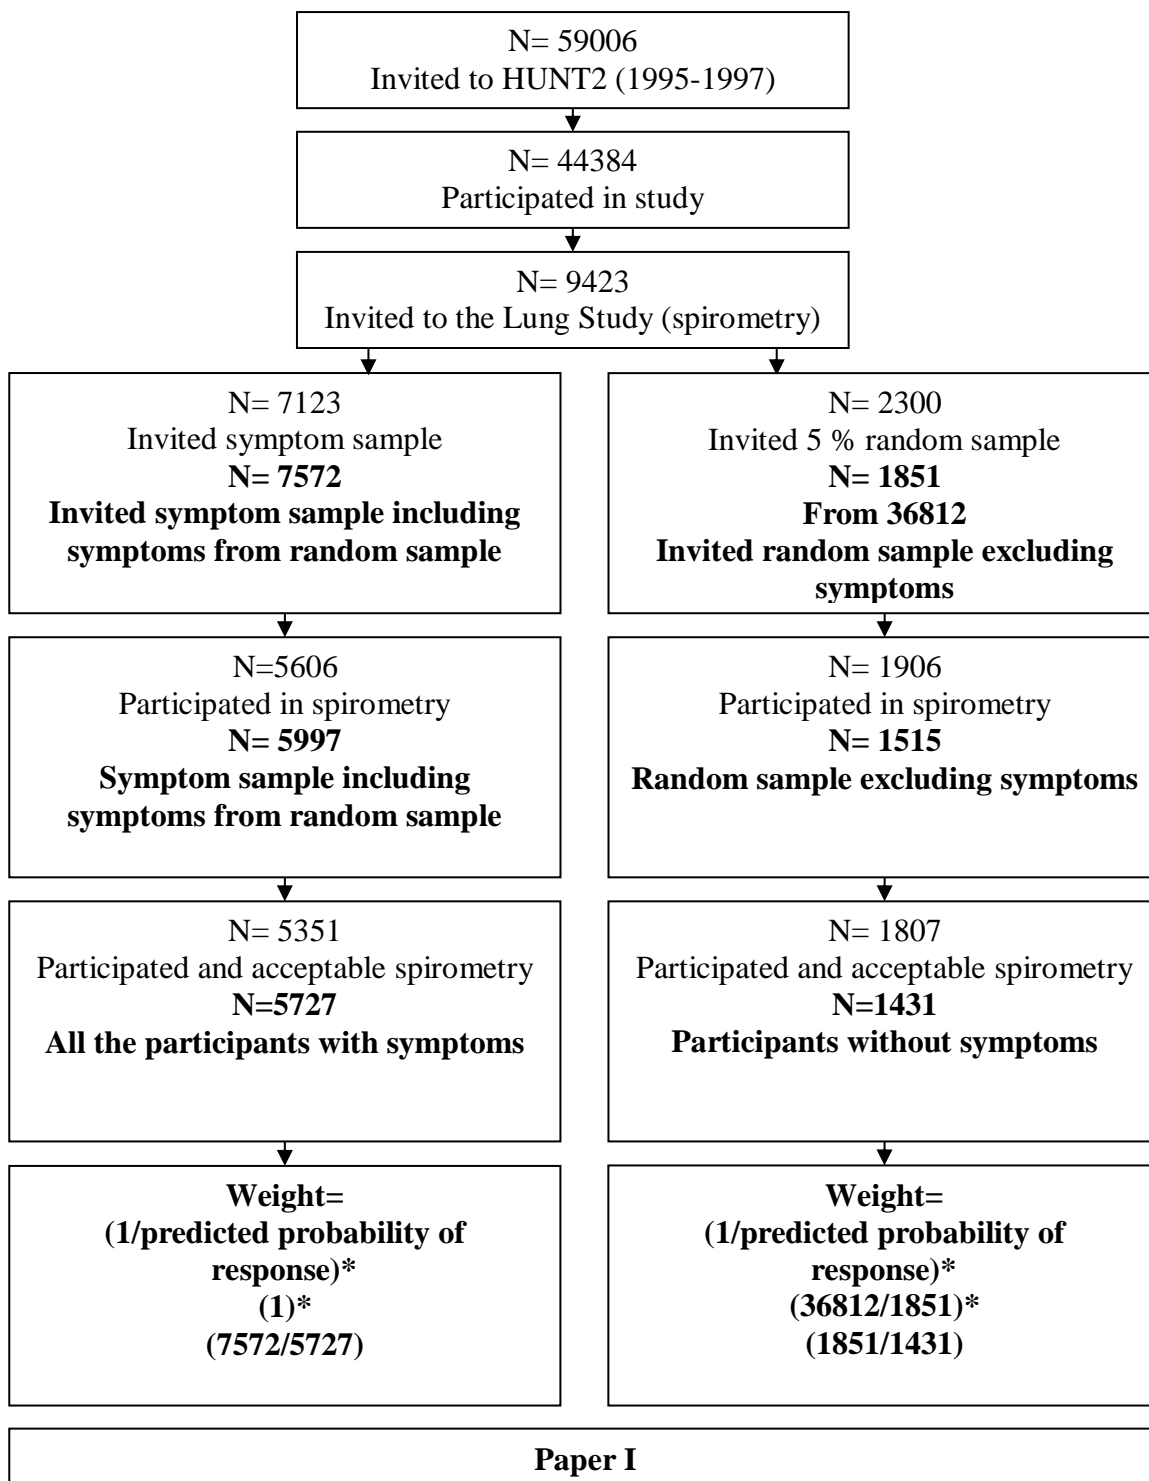 N= 59006
Invited to HUNT2 (1995-1997)
N= 44384
Participated in study
N= 9423
Invited to the Lung Study (spirometry)
N= 7123
Invited symptom sample
N= 7572
Invited symptom sample including
symptoms from random sample
N= 2300
Invited 5 % random sample
N= 1851
From 36812
Invited random sample excluding
symptoms
N=5606
Participated in spirometry
N= 5997
Symptom sample including
symptoms from random sample
N= 1906
Participated in spirometry
N= 1515
Random sample excluding symptoms
N= 5351
Participated and acceptable spirometry
N=5727
All the participants with symptoms
N= 1807
Participated and acceptable spirometry
N=1431
Participants without symptoms
Weight=
(1/predicted probability of
response)*
(1)*
(7572/5727)
Weight=
(1/predicted probability of
response)*
(36812/1851)*
(1851/1431)
Paper I